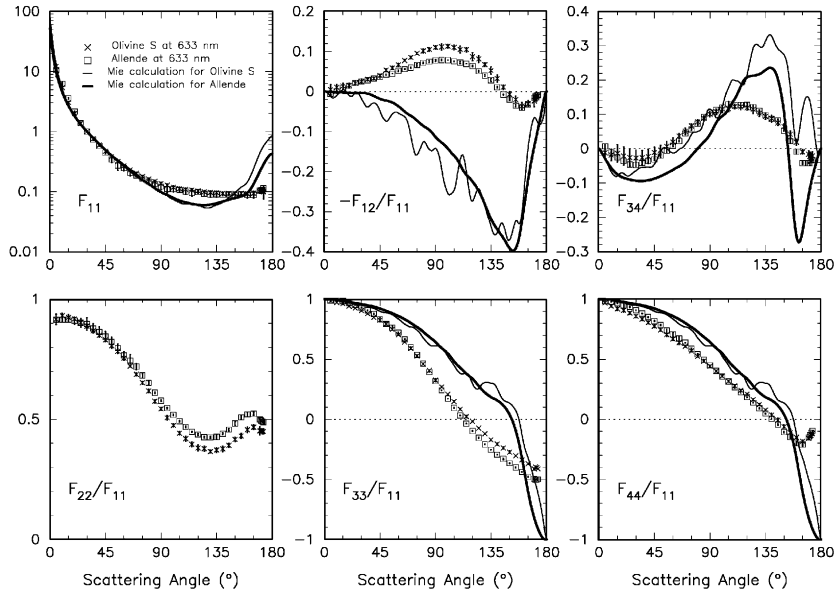 100
10
1
0.1
0.01
× Olivine S at 633 nm
□ Allende at 633 nm
Mie calculation for Olivine S
Mie calculation for Allende
F11
0 45 90 135 180
0.2
0.1
0
−0.1
−0.2
−0.3
−0.4
−F12/F11
0 45 90 135 180
0.4
0.3
0.2
0.1
0
−0.1
−0.2
−0.3
F34/F11
0 45 90 135 180
1
0.5
0
F22/F11
0 45 90 135 180
Scattering Angle (°)
1
0.5
0
−0.5
−1
F33/F11
0 45 90 135 180
Scattering Angle (°)
1
0.5
0
−0.5
−1
F44/F11
0 45 90 135 180
Scattering Angle (°)